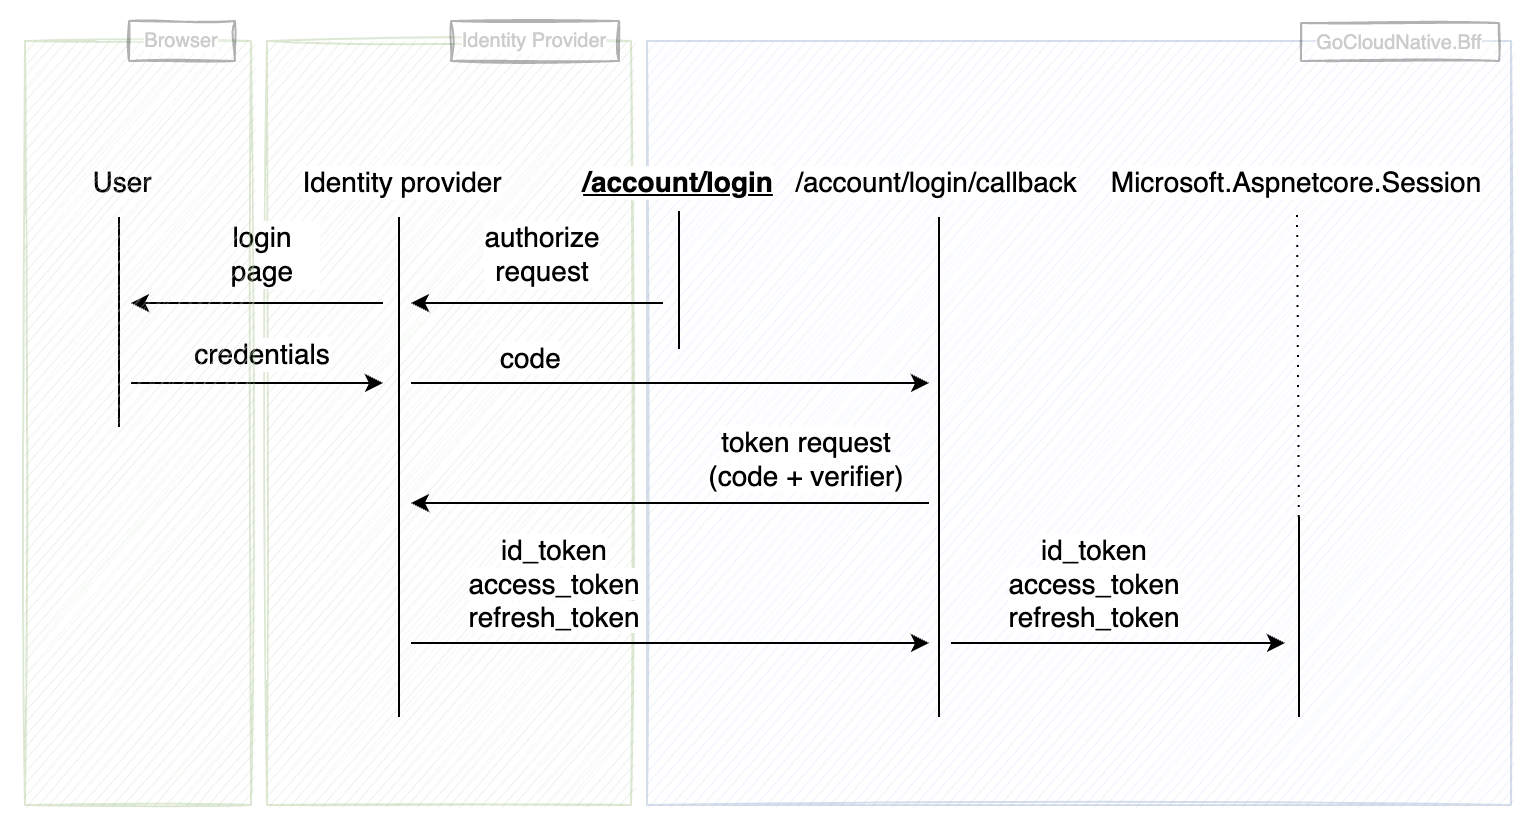 Browser
Identity Provider
GoCloudNative.Bff
User
Identity provider
/account/login
/account/login/callback
Microsoft.Aspnetcore.Session
login
page
authorize
request
credentials
code
token request
(code + verifier)
id_token
access_token
refresh_token
id_token
access_token
refresh_token